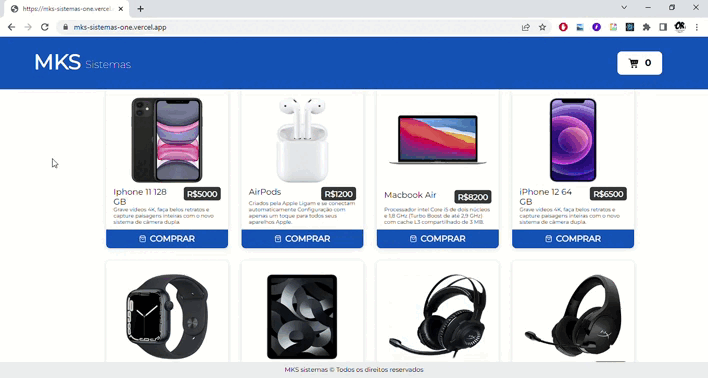 https://mks-sistemas-one.vercel.a
mks-sistemas-one.vercel.app
MKS Sistemas
0
Iphone 11 128 GB
R$5000
Grave vídeos 4K, faça belos retratos e
capture paisagens inteiras com o novo
sistema de câmera dupla.
COMPRAR
AirPods
R$1200
Criados pela Apple Ligam e se conectam
automaticamente Configuração com
apenas um toque para todos seus
aparelhos Apple.
COMPRAR
Macbook Air
R$8200
Processador intel Core i5 de dois núcleos
e 1,8 GHz (Turbo Boost de até 2,9 GHz)
com cache L3 compartilhado de 3 MB.
COMPRAR
iPhone 12 64 GB
R$6500
Grave vídeos 4K, faça belos retratos e
capture paisagens inteiras com o novo
sistema de câmera dupla.
COMPRAR
MKS sistemas © Todos os direitos reservados